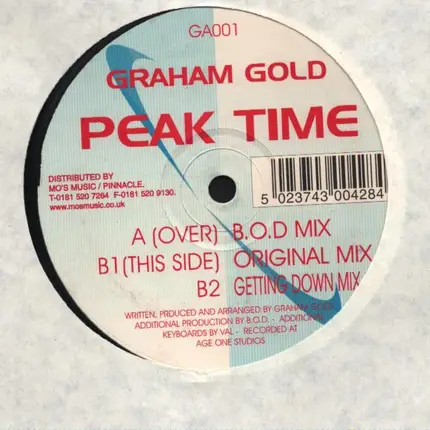 GA001
GRAHAM GOLD
PEAK TIME
DISTRIBUTED BY
MO'S MUSIC / PINNACLE.
T-0181 520 7264 F-0181 520 9130.
www.mosmusic.co.uk
5 023743 004284
A (OVER) B.O.D MIX
B1 (THIS SIDE) ORIGINAL MIX
B2 GETTING DOWN MIX
WRITTEN, PRODUCED AND ARRANGED BY GRAHAM GOLD
ADDITIONAL PRODUCTION BY B.O.D. - ADDITIONAL
KEYBOARDS BY VAL - RECORDED AT
AGE ONE STUDIOS